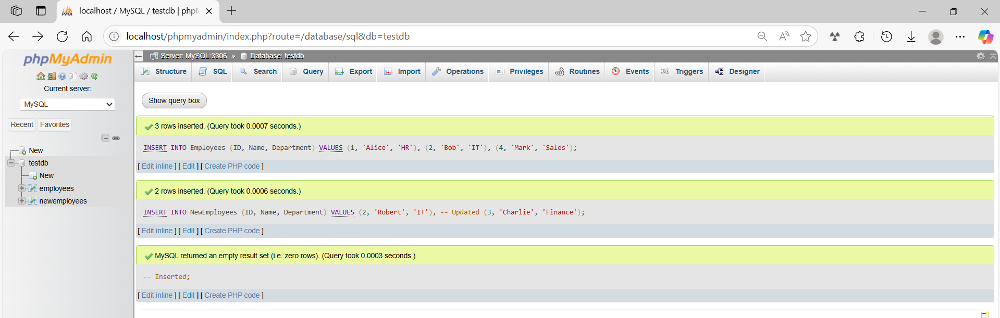 localhost / MySQL / testdb | phpM
localhost/phpmyadmin/index.php?route=/database/sql&db=testdb
phpMyAdmin
Current server:
MySQL
Recent Favorites
New
testdb
New
employees
newemployees
Server: MySQL:3306 » Database: testdb
Structure SQL Search Query Export Import Operations Privileges Routines Events Triggers Designer
Show query box
3 rows inserted. (Query took 0.0007 seconds.)
INSERT INTO Employees (ID, Name, Department) VALUES (1, 'Alice', 'HR'), (2, 'Bob', 'IT'), (4, 'Mark', 'Sales');
[ Edit inline ] [ Edit ] [ Create PHP code ]
2 rows inserted. (Query took 0.0006 seconds.)
INSERT INTO NewEmployees (ID, Name, Department) VALUES (2, 'Robert', 'IT'), -- Updated (3, 'Charlie', 'Finance');
[ Edit inline ] [ Edit ] [ Create PHP code ]
MySQL returned an empty result set (i.e. zero rows). (Query took 0.0003 seconds.)
-- Inserted;
[ Edit inline ] [ Edit ] [ Create PHP code ]